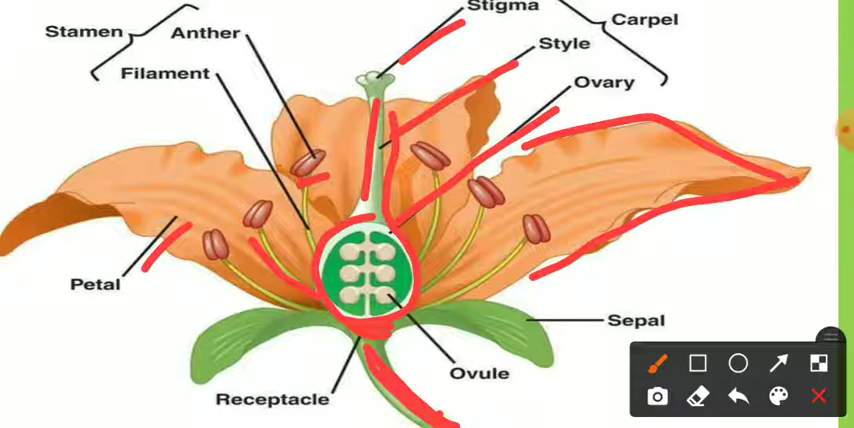 Stigma
Stamen
Anther
Carpel
Style
Filament
Ovary
Petal
Sepal
Ovule
Receptacle